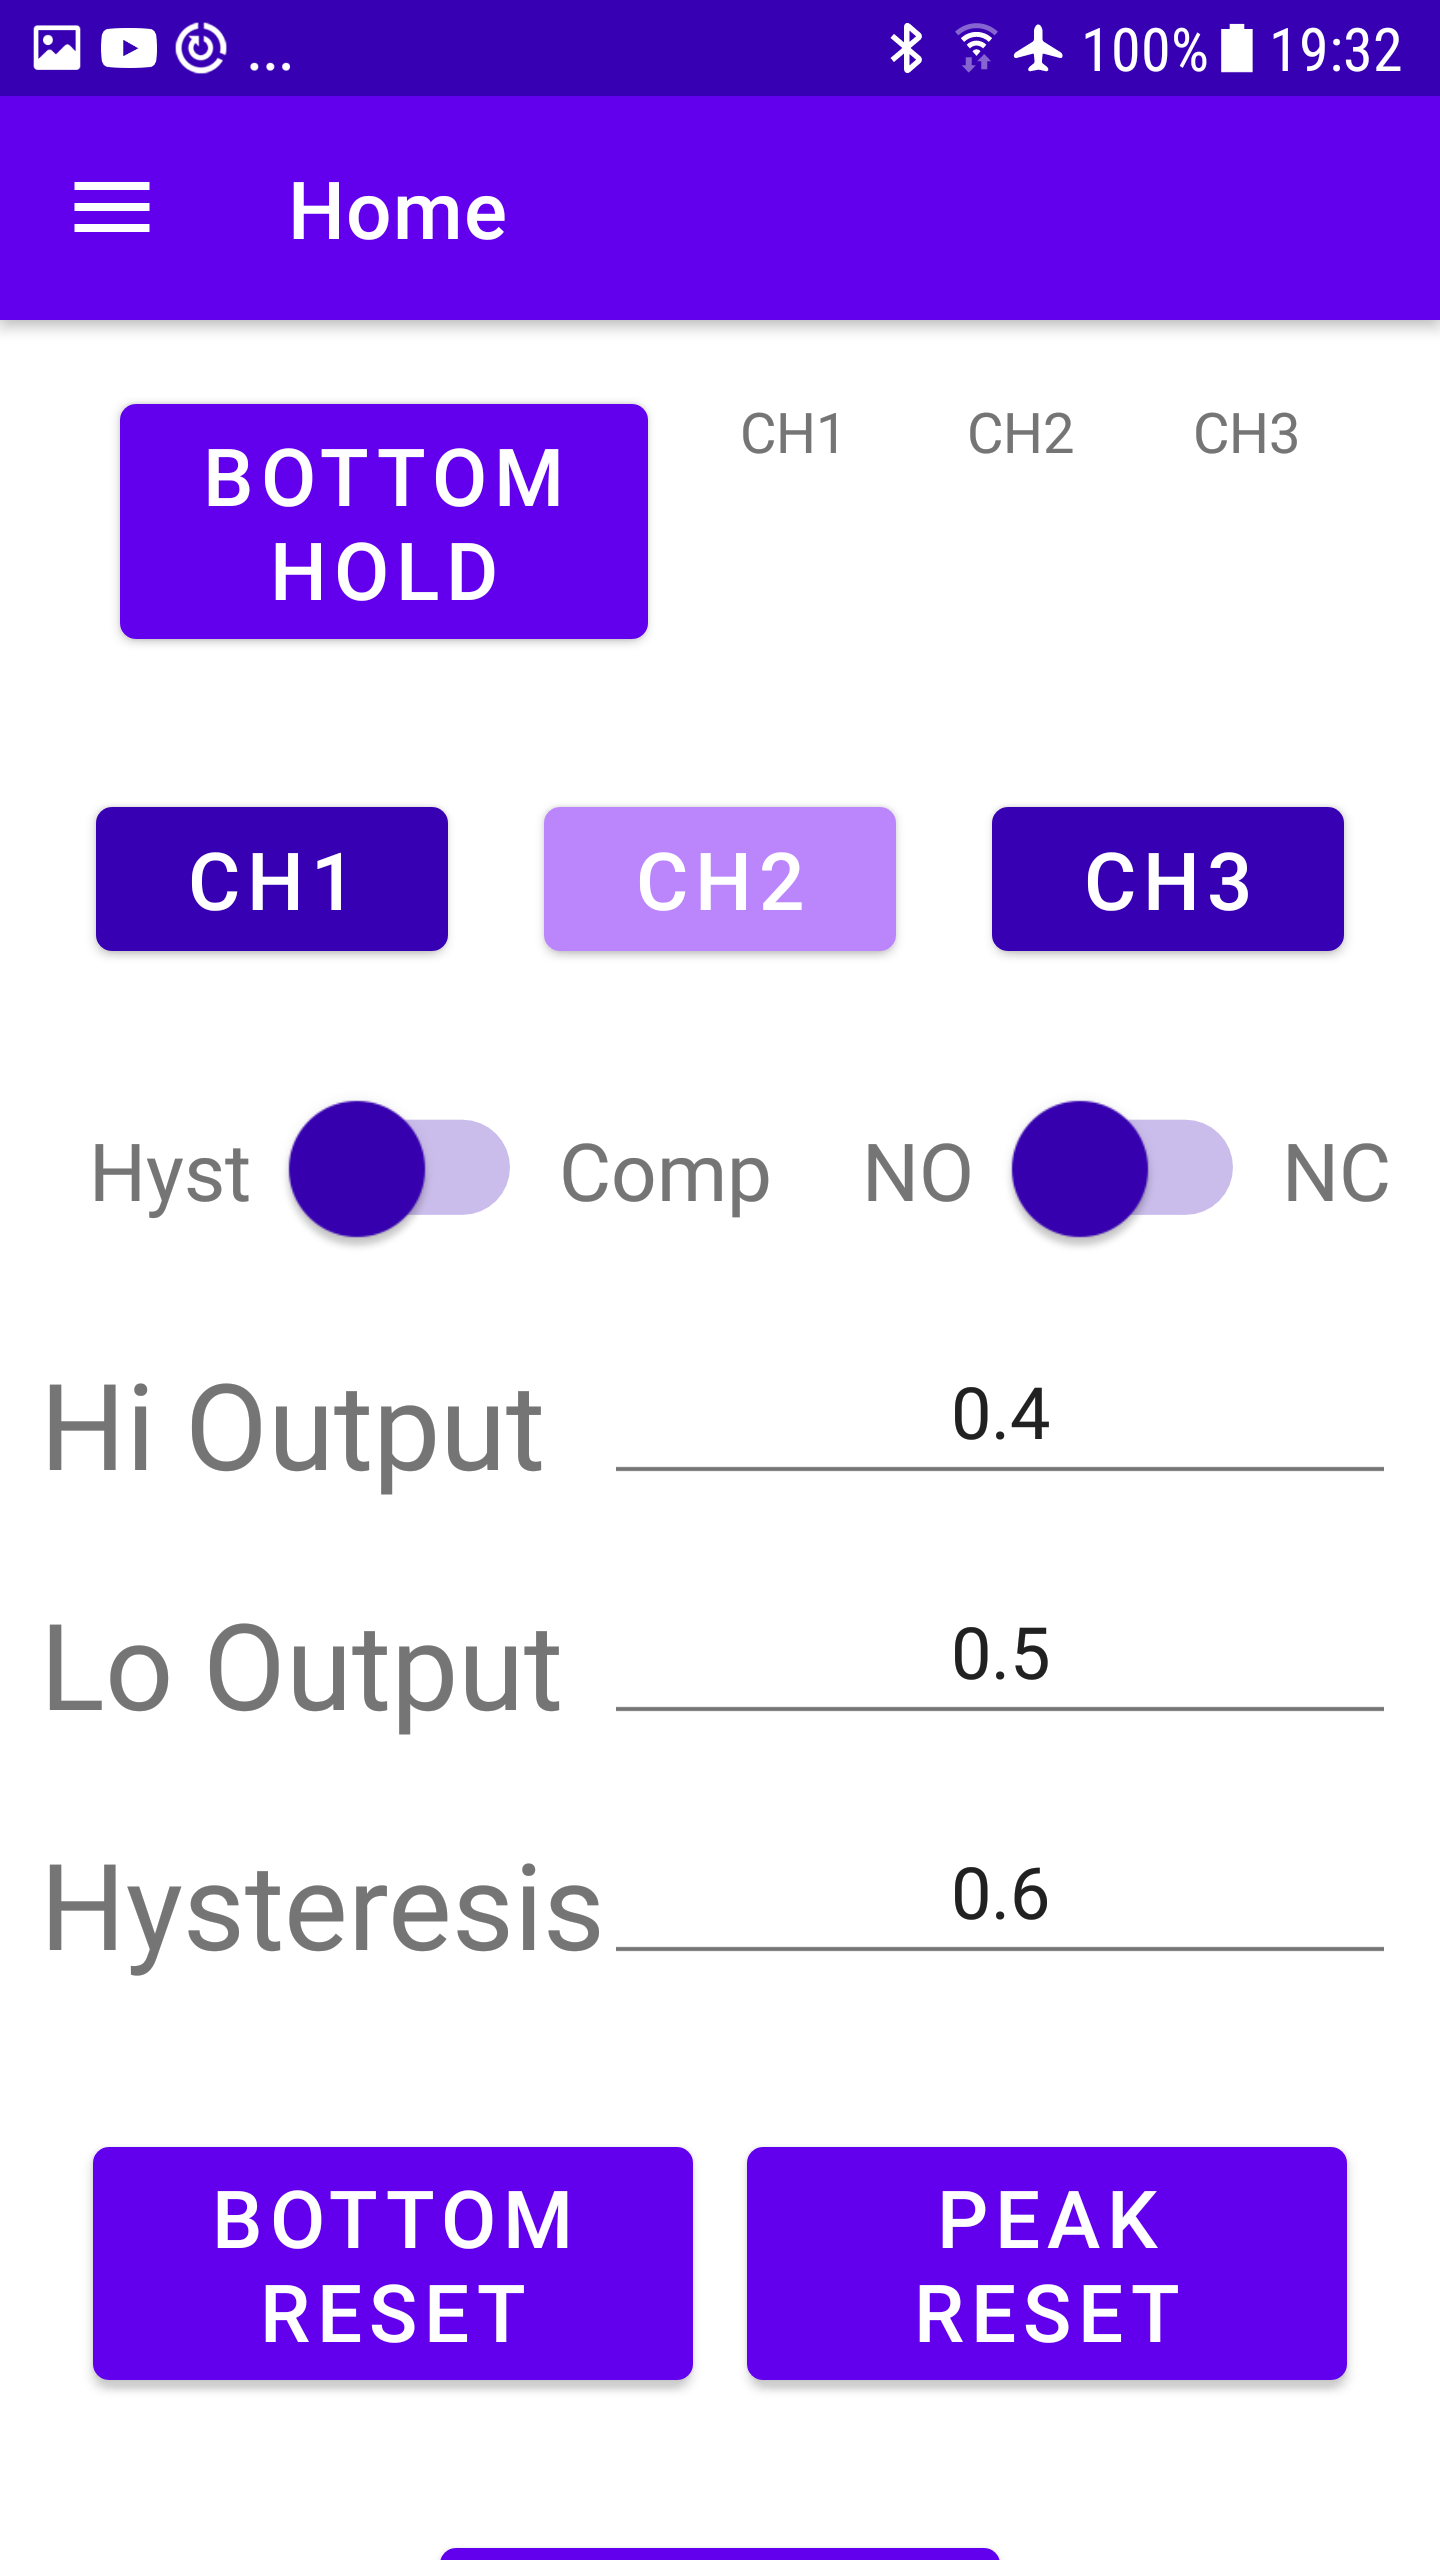 ... 100% 19:32
Home
BOTTOM
HOLD
CH1 CH2 CH3
CH1 CH2 CH3
Hyst Comp NO NC
Hi Output 0.4
Lo Output 0.5
Hysteresis 0.6
BOTTOM
RESET
PEAK
RESET